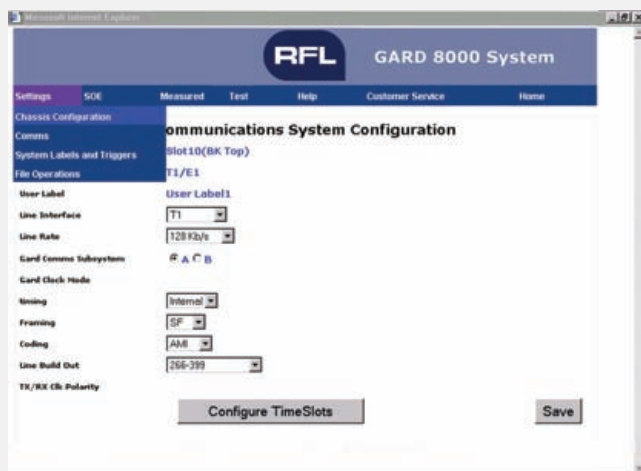 Microsoft Internet Explorer
RFL GARD 8000 System
Settings SOE Measured Test Help Customer Service Home
Chassis Configuration
Comms
System Labels and Triggers
File Operations
ommunications System Configuration
Slot10(BK Top)
T1/E1
User Label User Label1
Line Interface T1
Line Rate 128 Kb/s
Gard Comms Subsystem A B
Gard Clock Mode
timing Internal
Framing SF
Coding AMI
Line Build Out 266-399
TX/RX Clk Polarity
Configure TimeSlots Save